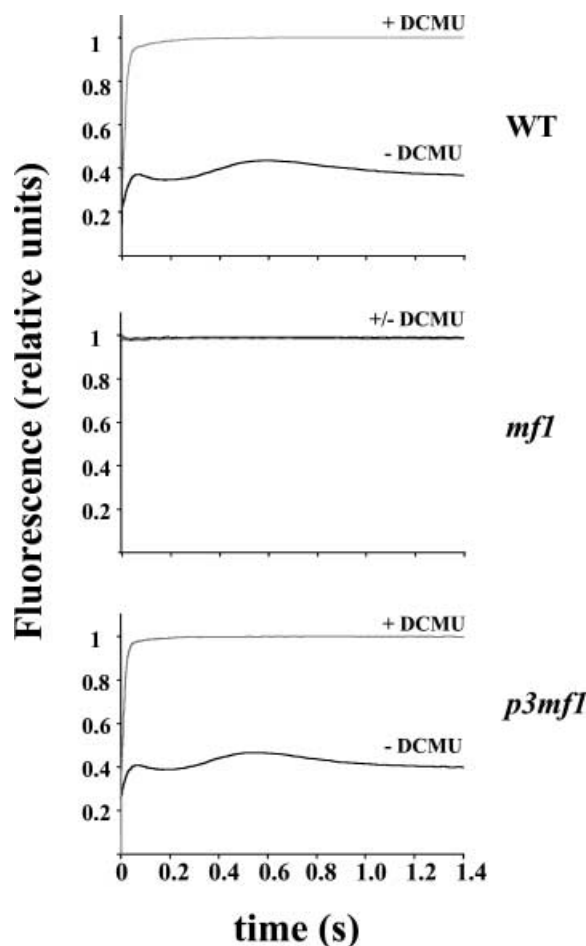 Fluorescence (relative units)
+ DCMU
1
0.8
0.6
0.4
0.2
- DCMU
WT
+/- DCMU
1
0.8
0.6
0.4
0.2
mf1
+ DCMU
1
0.8
0.6
0.4
0.2
- DCMU
p3mf1
0 0.2 0.4 0.6 0.8 1.0 1.2 1.4
time (s)